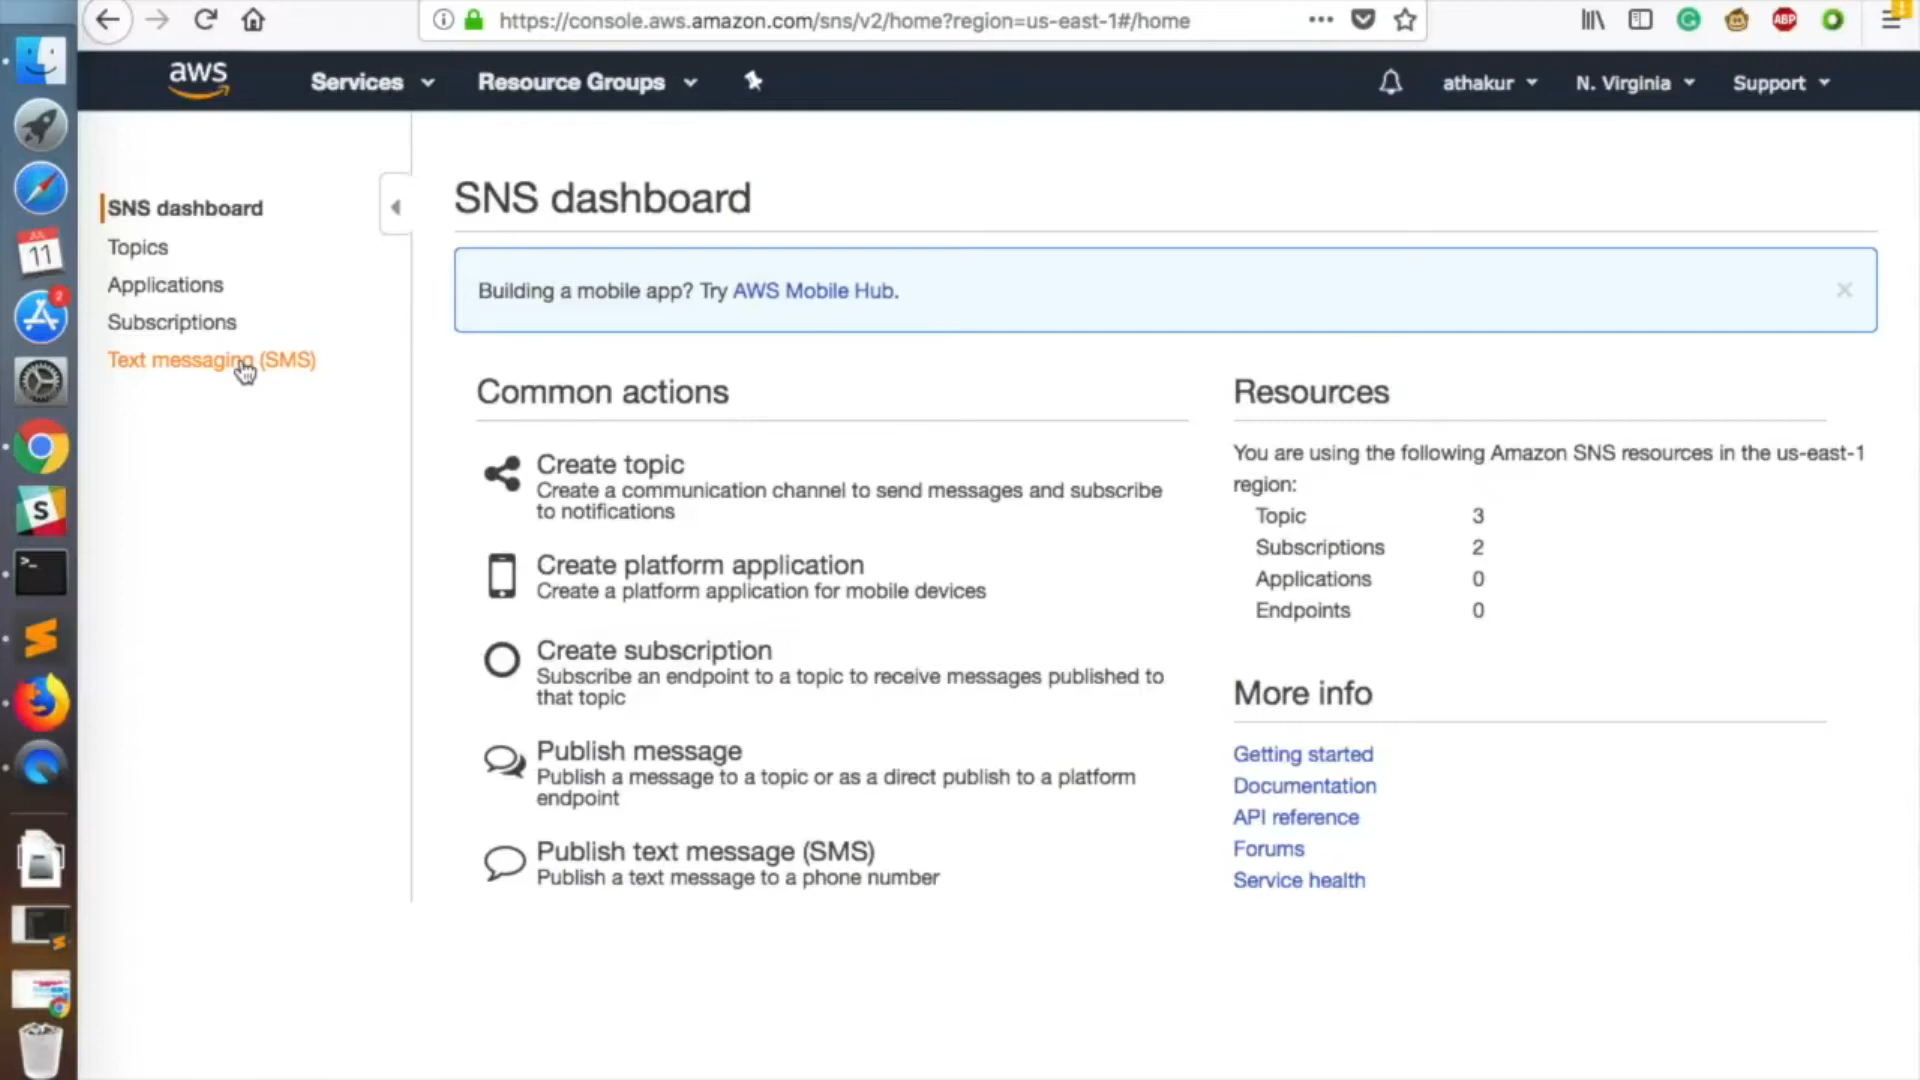 https://console.aws.amazon.com/sns/v2/home?region=us-east-1#/home
ABP
aws
Services
Resource Groups
athakur
N. Virginia
Support
JUL
11
2
S
>_
SNS dashboard
Topics
Applications
Subscriptions
Text messaging (SMS)
SNS dashboard
Building a mobile app? Try AWS Mobile Hub.
Common actions
Create topic
Create a communication channel to send messages and subscribe
to notifications
Create platform application
Create a platform application for mobile devices
Create subscription
Subscribe an endpoint to a topic to receive messages published to
that topic
Publish message
Publish a message to a topic or as a direct publish to a platform
endpoint
Publish text message (SMS)
Publish a text message to a phone number
Resources
You are using the following Amazon SNS resources in the us-east-1
region:
Topic 3
Subscriptions 2
Applications 0
Endpoints 0
More info
Getting started
Documentation
API reference
Forums
Service health